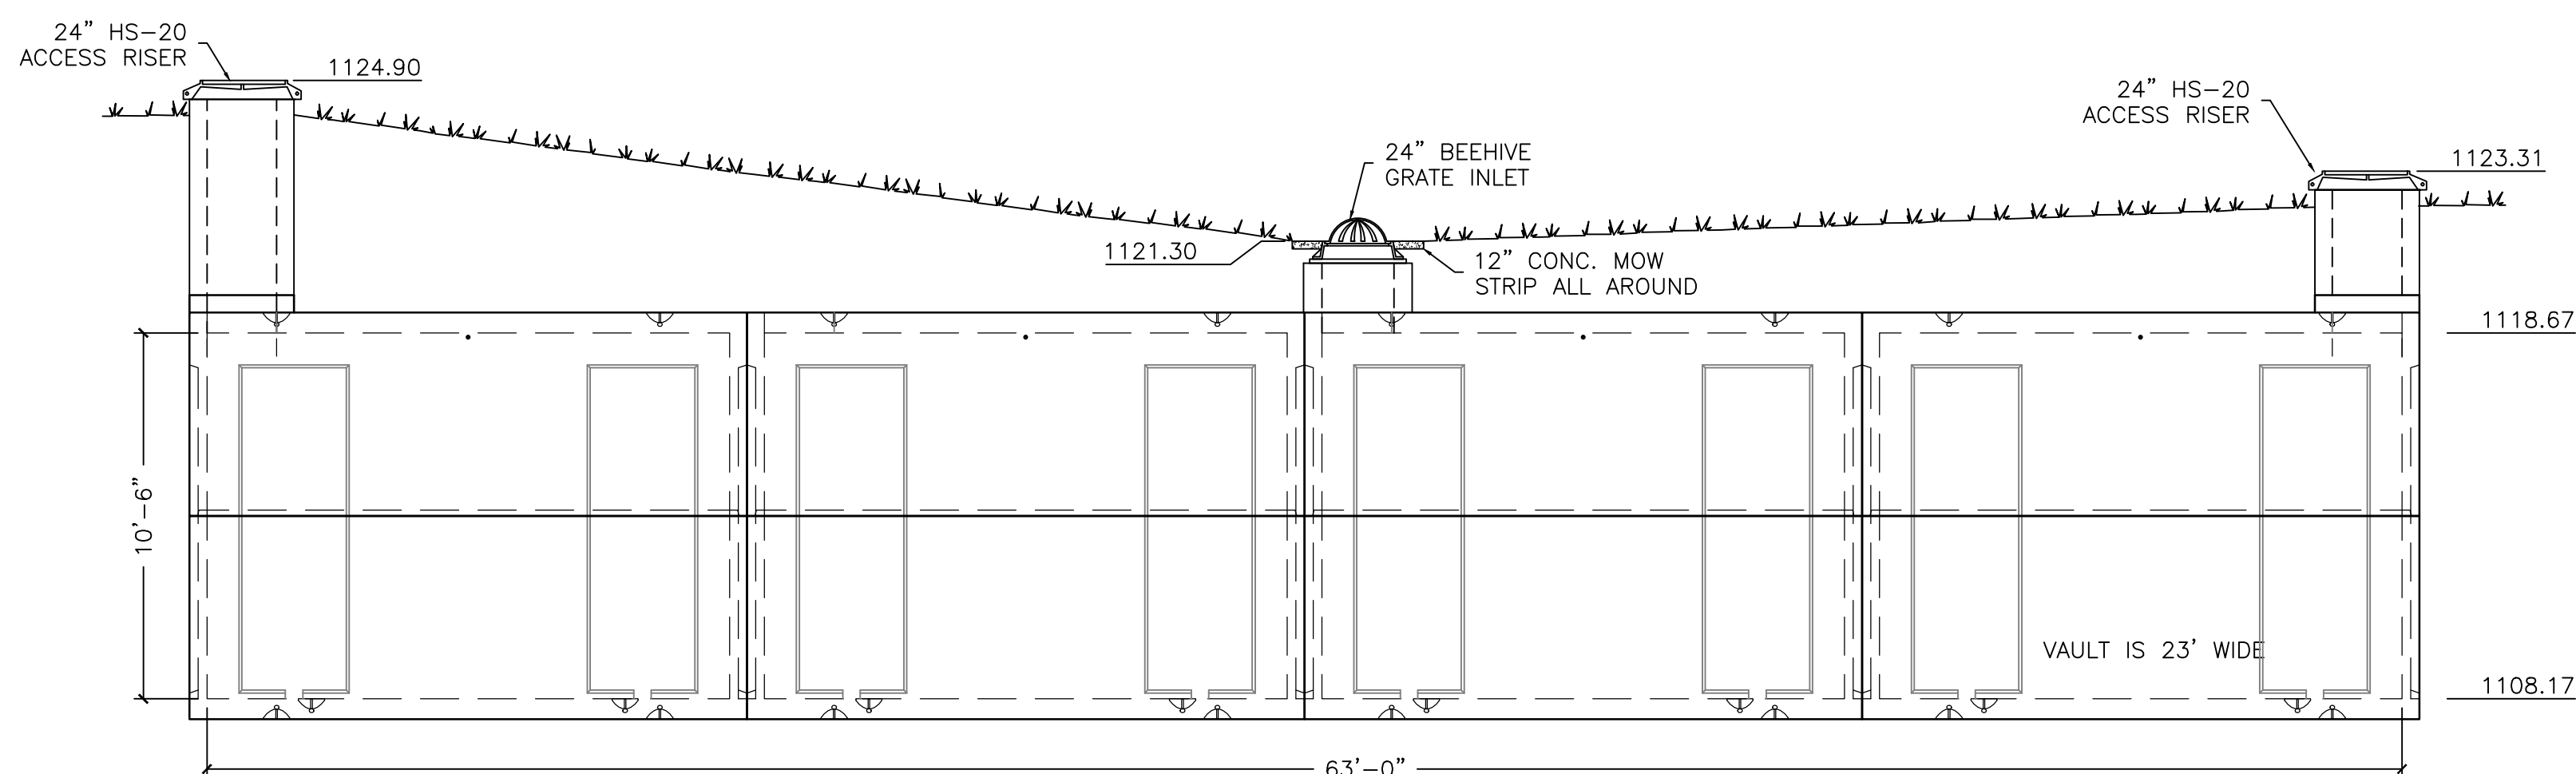 24” HS-20
ACCESS RISER
1124.90
24” HS-20
ACCESS RISER
1123.31
24” BEEHIVE
GRATE INLET
1121.30
12” CONC. MOW
STRIP ALL AROUND
1118.67
10’-6”
VAULT IS 23’ WIDE
1108.17
63’-0”